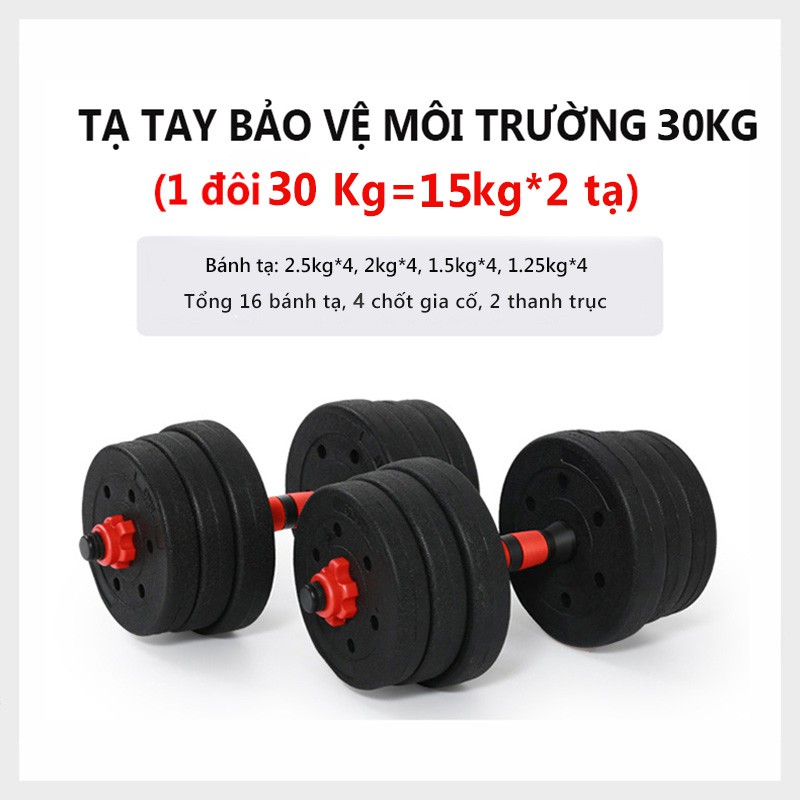 TẠ TAY BẢO VỆ MÔI TRƯỜNG 30KG
(1 đôi 30 Kg=15kg*2 tạ)
Bánh tạ: 2.5kg*4, 2kg*4, 1.5kg*4, 1.25kg*4
Tổng 16 bánh tạ, 4 chốt gia cố, 2 thanh trục